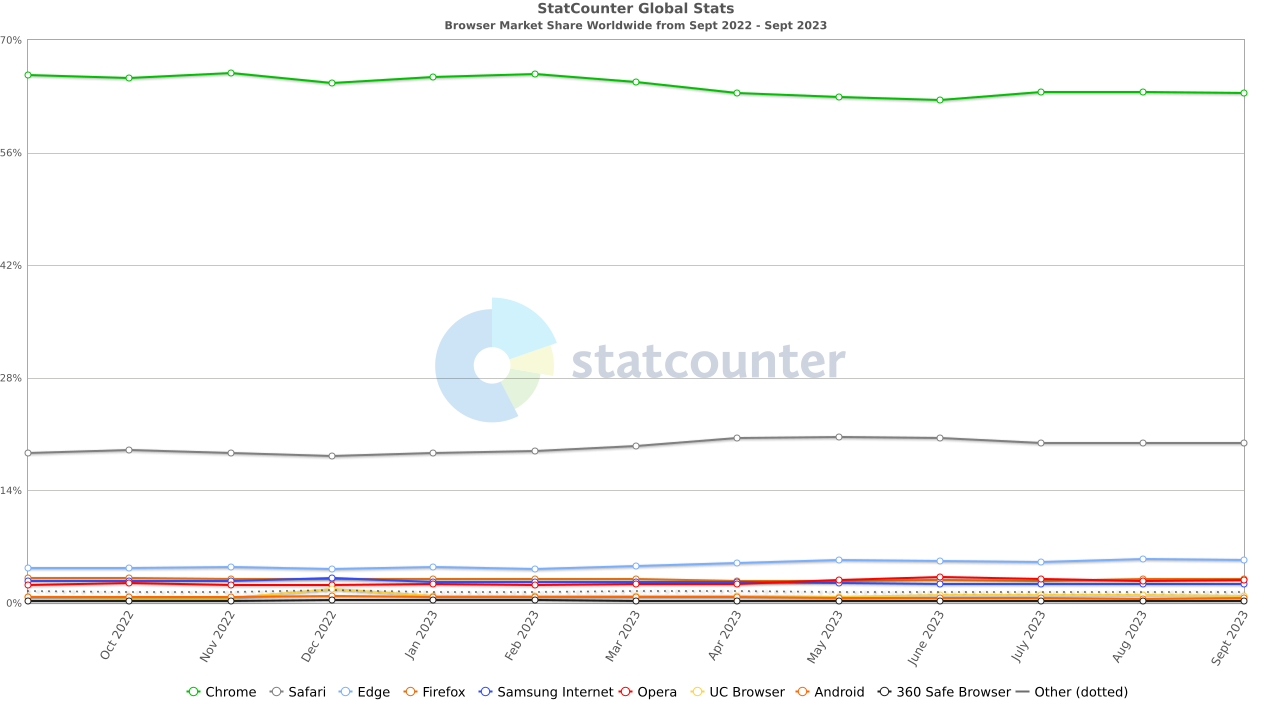 StatCounter Global Stats
Browser Market Share Worldwide from Sept 2022 - Sept 2023
70%
56%
42%
28%
14%
0%
statcounter
Oct 2022 Nov 2022 Dec 2022 Jan 2023 Feb 2023 Mar 2023 Apr 2023 May 2023 June 2023 July 2023 Aug 2023 Sept 2023
Chrome Safari Edge Firefox Samsung Internet Opera UC Browser Android 360 Safe Browser Other (dotted)